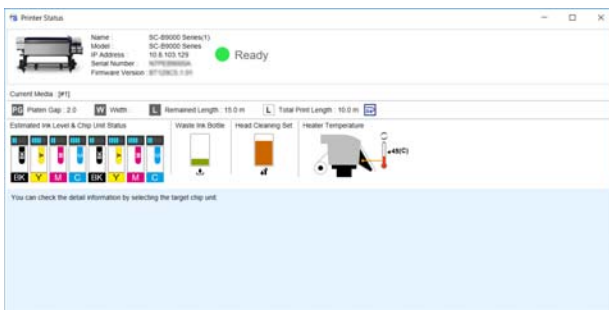 Printer Status
Name : SC-B9000 Series(1)
Model : SC-B9000 Series
IP Address : 10.8.103.129
Serial Number :
Firmware Version :
Ready
Current Media : [#1]
PG Platen Gap : 2.0 W Width : L Remained Length : 15.0 m L Total Print Length : 10.0 m
Estimated Ink Level & Chip Unit Status Waste Ink Bottle Head Cleaning Set Heater Temperature
45(C)
BK Y M C BK Y M C
You can check the detail information by selecting the target chip unit.